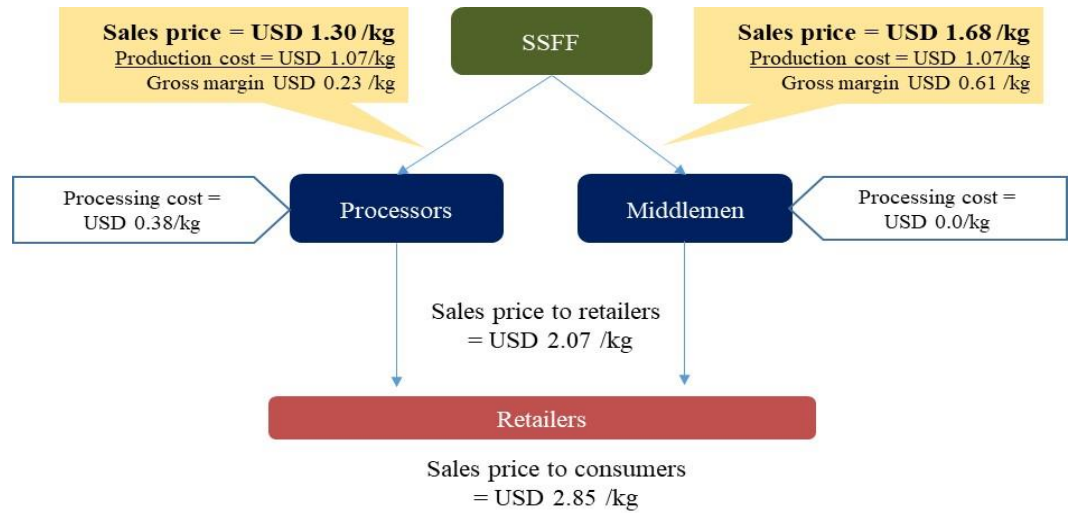 Sales price = USD 1.30 /kg
Production cost = USD 1.07/kg
Gross margin USD 0.23 /kg
SSFF
Sales price = USD 1.68 /kg
Production cost = USD 1.07/kg
Gross margin USD 0.61 /kg
Processing cost =
USD 0.38/kg
Processors
Middlemen
Processing cost =
USD 0.0/kg
Sales price to retailers
= USD 2.07 /kg
Retailers
Sales price to consumers
= USD 2.85 /kg